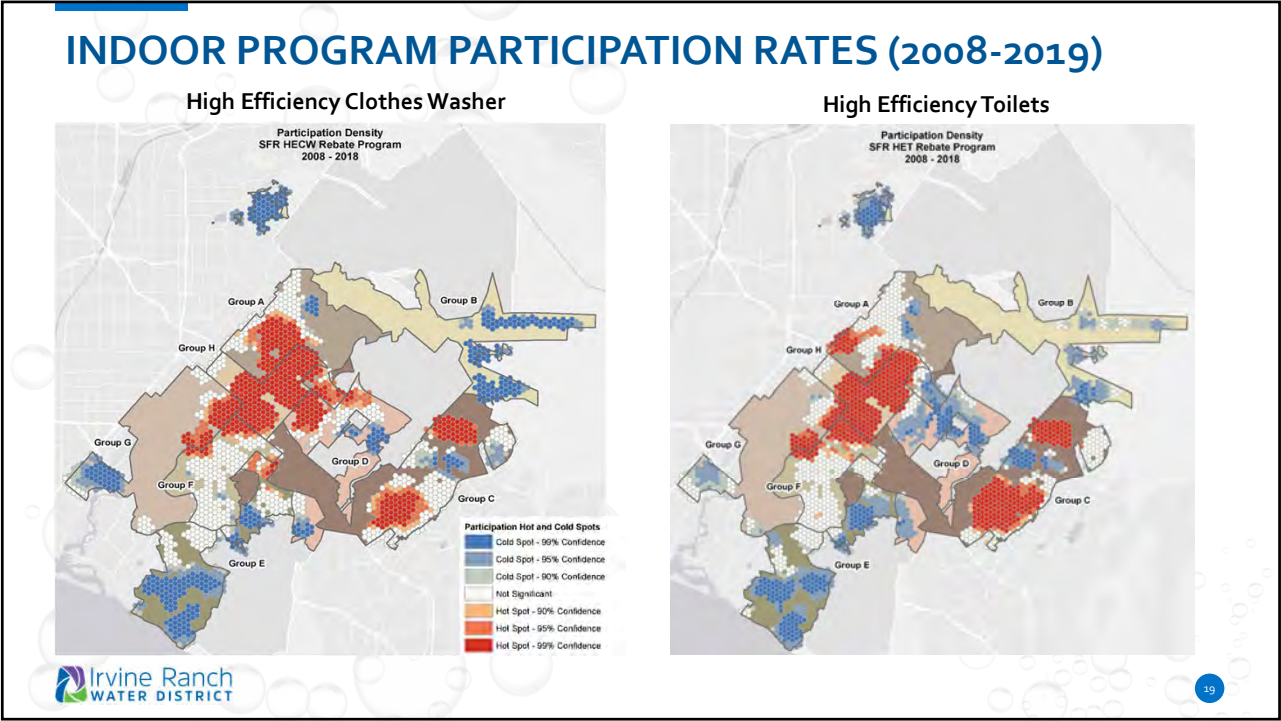 INDOOR PROGRAM PARTICIPATION RATES (2008-2019)
High Efficiency Clothes Washer
Participation Density
SFR HECW Rebate Program
2008 - 2018
Group A
Group B
Group H
Group G
Group D
Group F
Group C
Group E
Participation Hot and Cold Spots
Cold Spot - 99% Confidence
Cold Spot - 95% Confidence
Cold Spot - 90% Confidence
Not Significant
Hot Spot - 90% Confidence
Hot Spot - 95% Confidence
Hot Spot - 99% Confidence
High Efficiency Toilets
Participation Density
SFR HET Rebate Program
2008 - 2018
Group A
Group B
Group H
Group G
Group D
Group F
Group C
Group E
Irvine Ranch
WATER DISTRICT
19